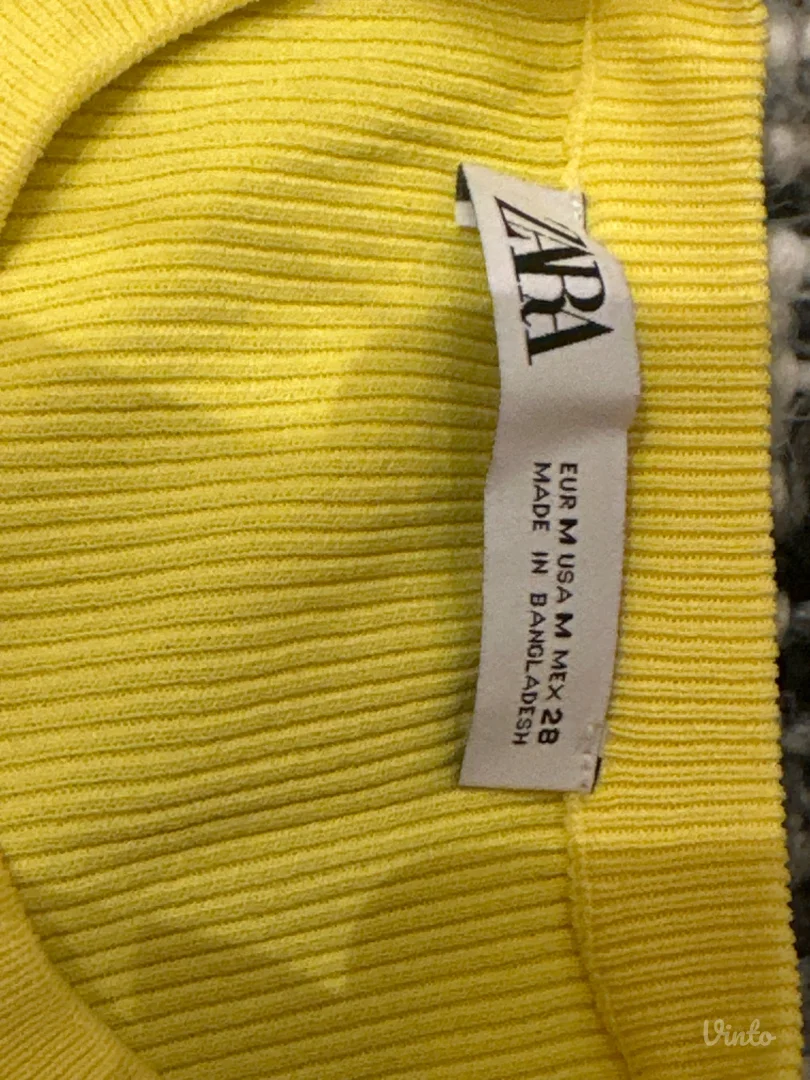 ZARA
EUR M USA M MEX 28
MADE IN BANGLADESH
Vinto